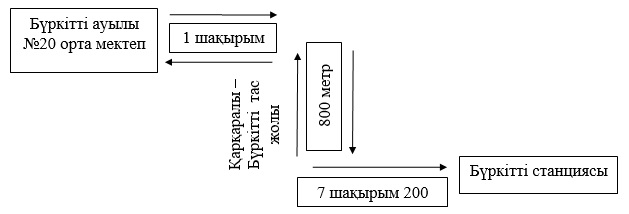 Бүркітті ауылы
№20 орта мектеп
1 шақырым
Қарқаралы –
Бүркітті тас
жолы
800 метр
Бүркітті станциясы
7 шақырым 200